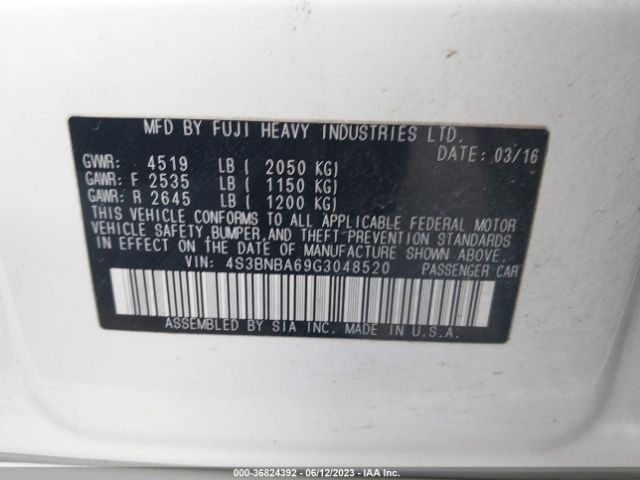 MFD BY FUJI HEAVY INDUSTRIES LTD.
DATE: 03/16
GVWR: 4519 LB ( 2050 KG)
GAWR: F 2535 LB ( 1150 KG)
GAWR: R 2645 LB ( 1200 KG)
THIS VEHICLE CONFORMS TO ALL APPLICABLE FEDERAL MOTOR
VEHICLE SAFETY,BUMPER,AND THEFT PREVENTION STANDARDS
IN EFFECT ON THE DATE OF MANUFACTURE SHOWN ABOVE.
VIN: 4S3BNBA69G3048520 PASSENGER CAR
ASSEMBLED BY SIA INC. MADE IN U.S.A.
000-36824392 - 06/12/2023 - IAA Inc.